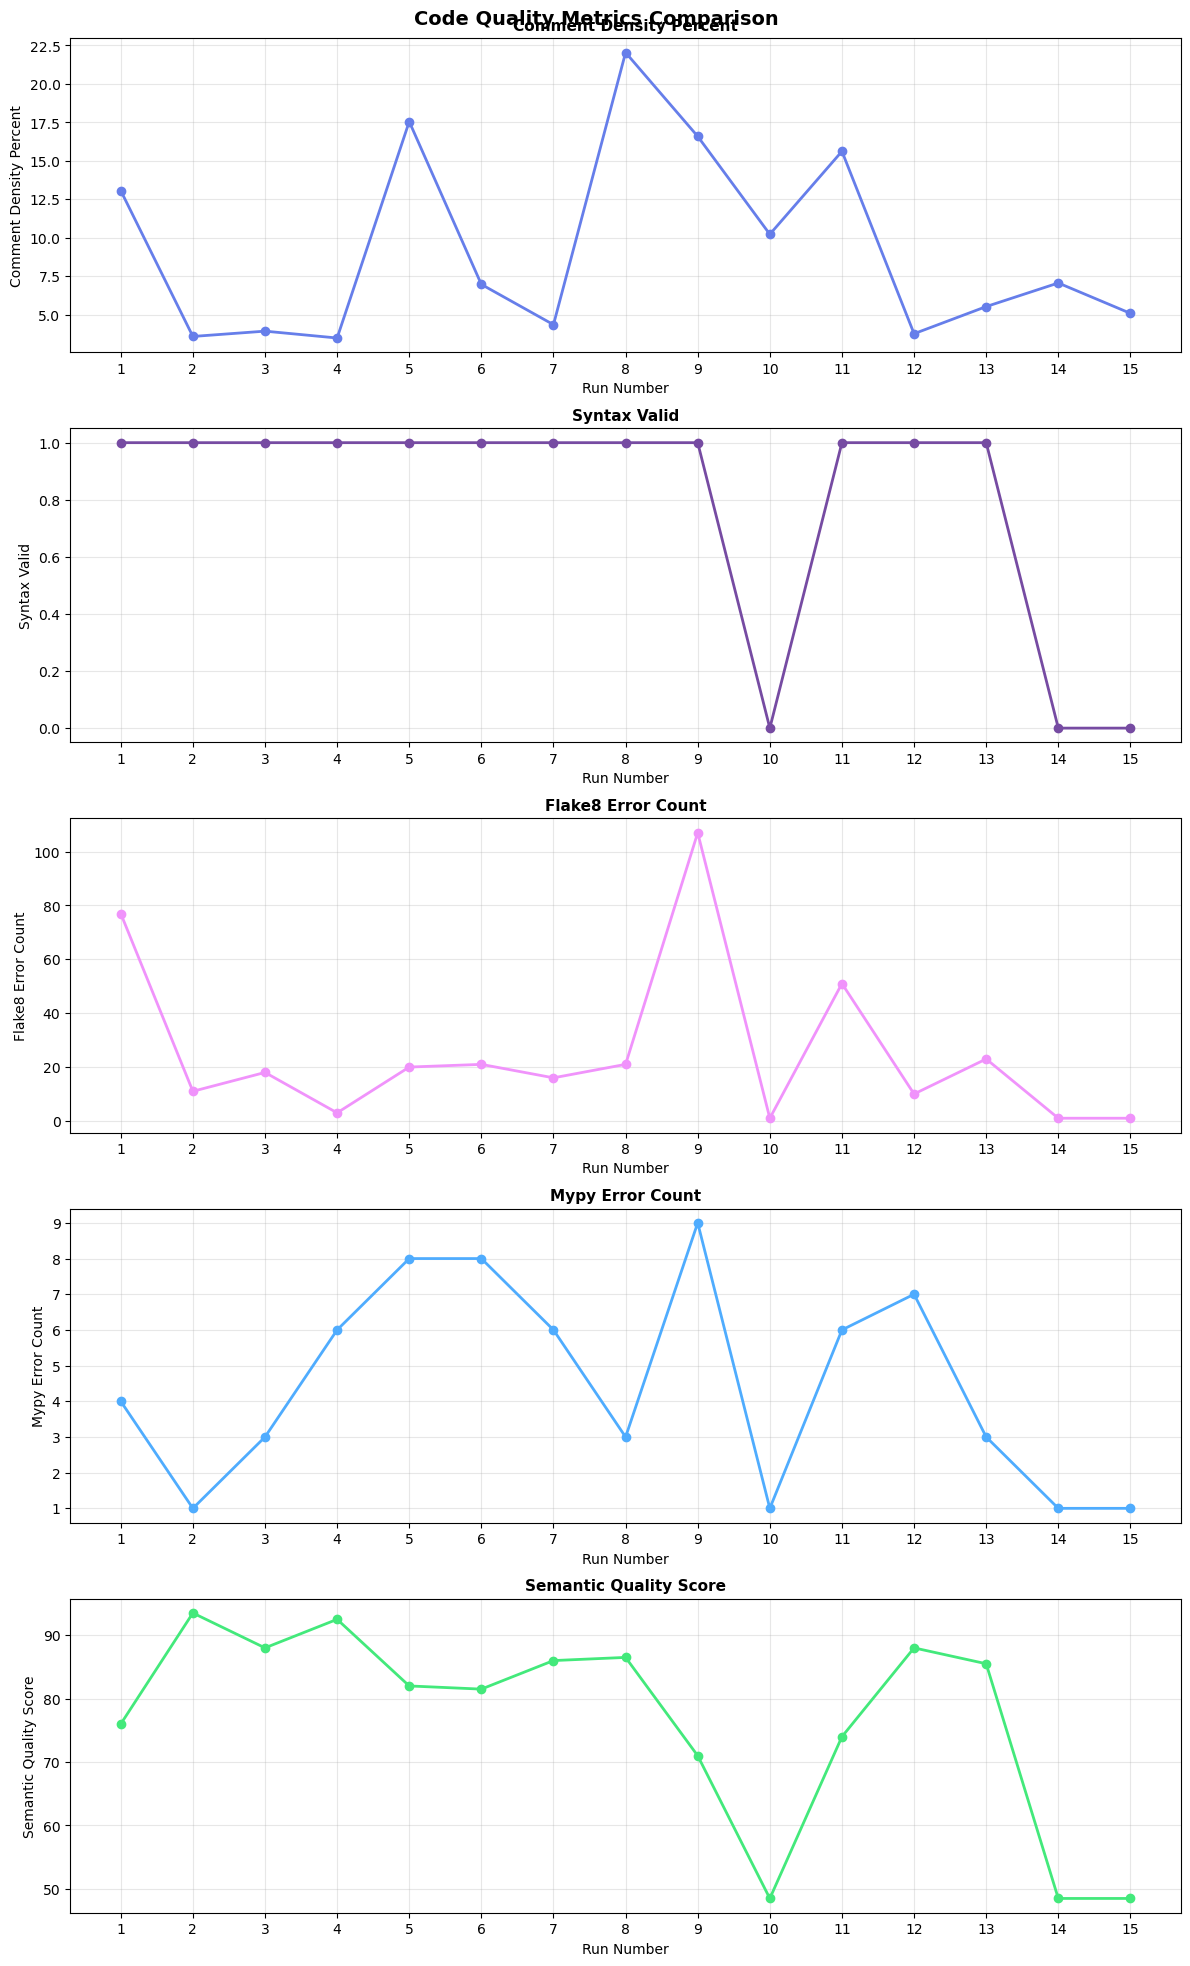 Code Quality Metrics Comparison
Comment Density Percent
Comment Density Percent
22.5
20.0
17.5
15.0
12.5
10.0
7.5
5.0
1 2 3 4 5 6 7 8 9 10 11 12 13 14 15
Run Number
Syntax Valid
Syntax Valid
1.0
0.8
0.6
0.4
0.2
0.0
1 2 3 4 5 6 7 8 9 10 11 12 13 14 15
Run Number
Flake8 Error Count
Flake8 Error Count
100
80
60
40
20
0
1 2 3 4 5 6 7 8 9 10 11 12 13 14 15
Run Number
Mypy Error Count
Mypy Error Count
9
8
7
6
5
4
3
2
1
1 2 3 4 5 6 7 8 9 10 11 12 13 14 15
Run Number
Semantic Quality Score
Semantic Quality Score
90
80
70
60
50
1 2 3 4 5 6 7 8 9 10 11 12 13 14 15
Run Number